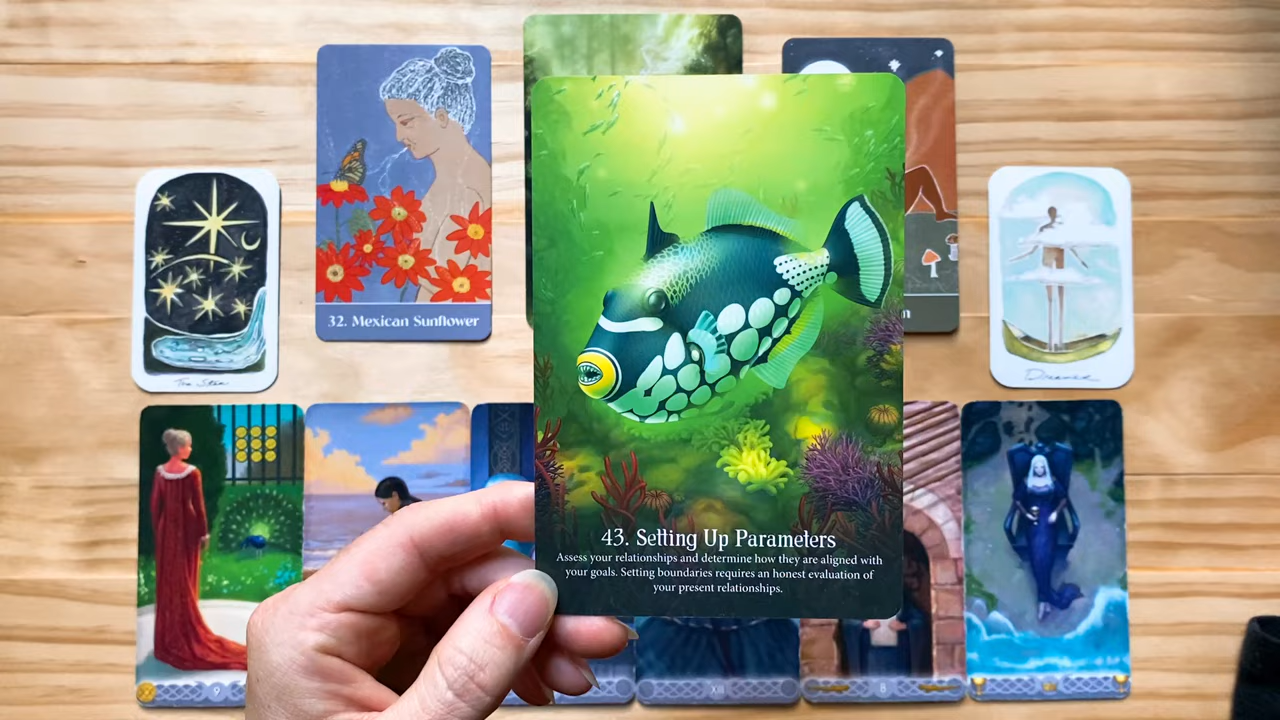 32. Mexican Sunflower
The Star
Dreamer
43. Setting Up Parameters
Assess your relationships and determine how they are aligned with
your goals. Setting boundaries requires an honest evaluation of
your present relationships.
9
XII
8